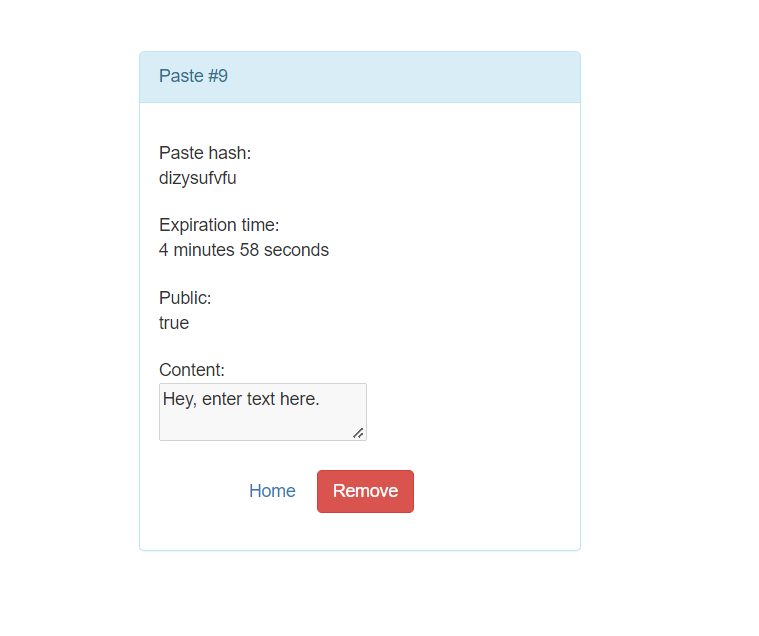 Paste #9
Paste hash:
dizysufvfu
Expiration time:
4 minutes 58 seconds
Public:
true
Content:
Hey, enter text here.
Home Remove